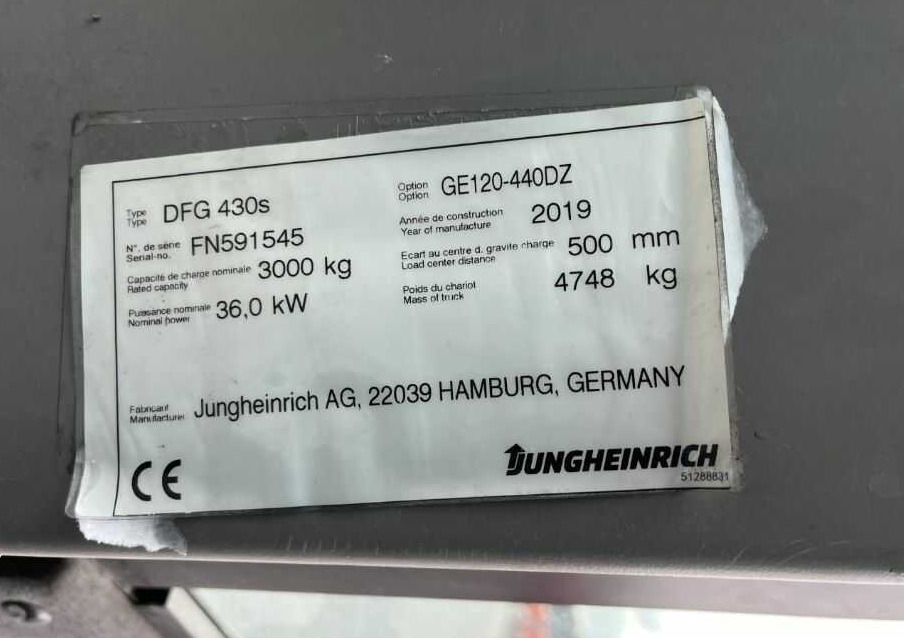 Type
Type
DFG 430s
Option
Option
GE120-440DZ
N°. de série
Serial-no.
FN591545
Année de construction
Year of manufacture
2019
Capacité de charge nominale
Rated capacity
3000 kg
Ecart au centre d. gravite charge
Load center distance
500 mm
Puissance nominale
Nominal power
36,0 kW
Poids du chariot
Mass of truck
4748 kg
Fabricant
Manufacturer
Jungheinrich AG, 22039 HAMBURG, GERMANY
CE
JUNGHEINRICH
51288831